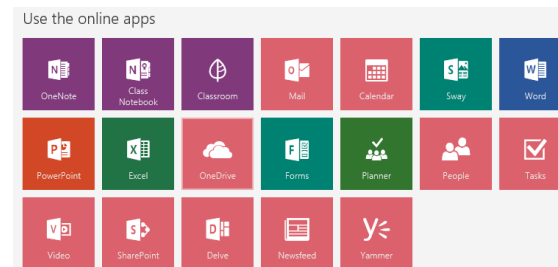 Use the online apps
OneNote
Class
Notebook
Classroom
Mail
Calendar
Sway
Word
PowerPoint
Excel
OneDrive
Forms
Planner
People
Tasks
Video
SharePoint
Delve
Newsfeed
Yammer